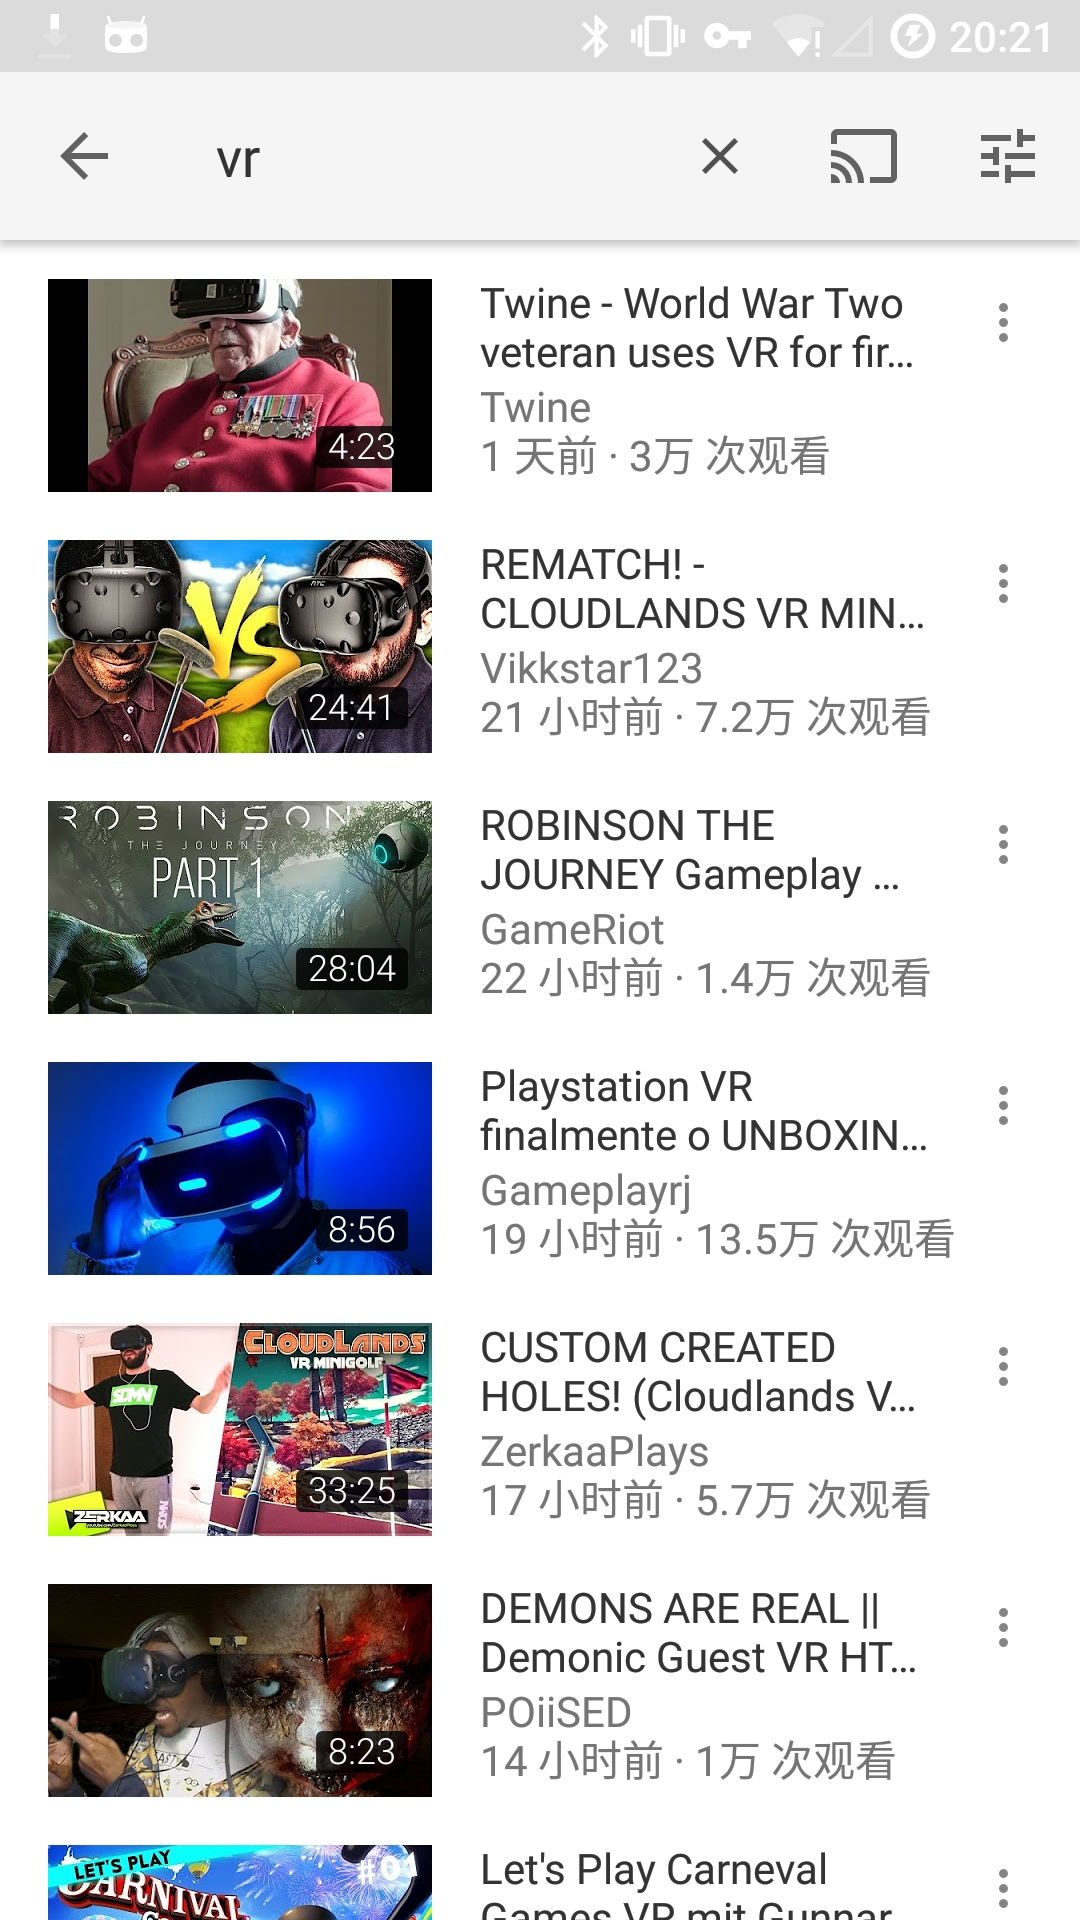 20:21
vr
4:23
Twine - World War Two
veteran uses VR for fir...
Twine
1 天前 · 3万 次观看
VS
24:41
REMATCH! -
CLOUDLANDS VR MIN...
Vikkstar123
21 小时前 · 7.2万 次观看
ROBINSON
THE JOURNEY
PART 1
28:04
ROBINSON THE
JOURNEY Gameplay ...
GameRiot
22 小时前 · 1.4万 次观看
8:56
Playstation VR
finalmente o UNBOXIN...
Gameplayrj
19 小时前 · 13.5万 次观看
CLOUDLANDS
VR MINIGOLF
SDMN
ZERKAA
33:25
CUSTOM CREATED
HOLES! (Cloudlands V...
ZerkaaPlays
17 小时前 · 5.7万 次观看
8:23
DEMONS ARE REAL ||
Demonic Guest VR HT...
POiiSED
14 小时前 · 1万 次观看
LET'S PLAY
#01
CARNIVAL
Let's Play Carneval
Games VR mit Gunnar